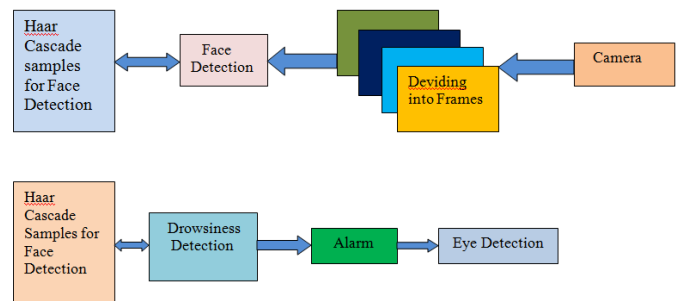 Haar
Cascade
samples
for Face
Detection
Face
Detection
Deviding
into Frames
Camera
Haar
Cascade
Samples for
Face
Detection
Drowsiness
Detection
Alarm
Eye Detection